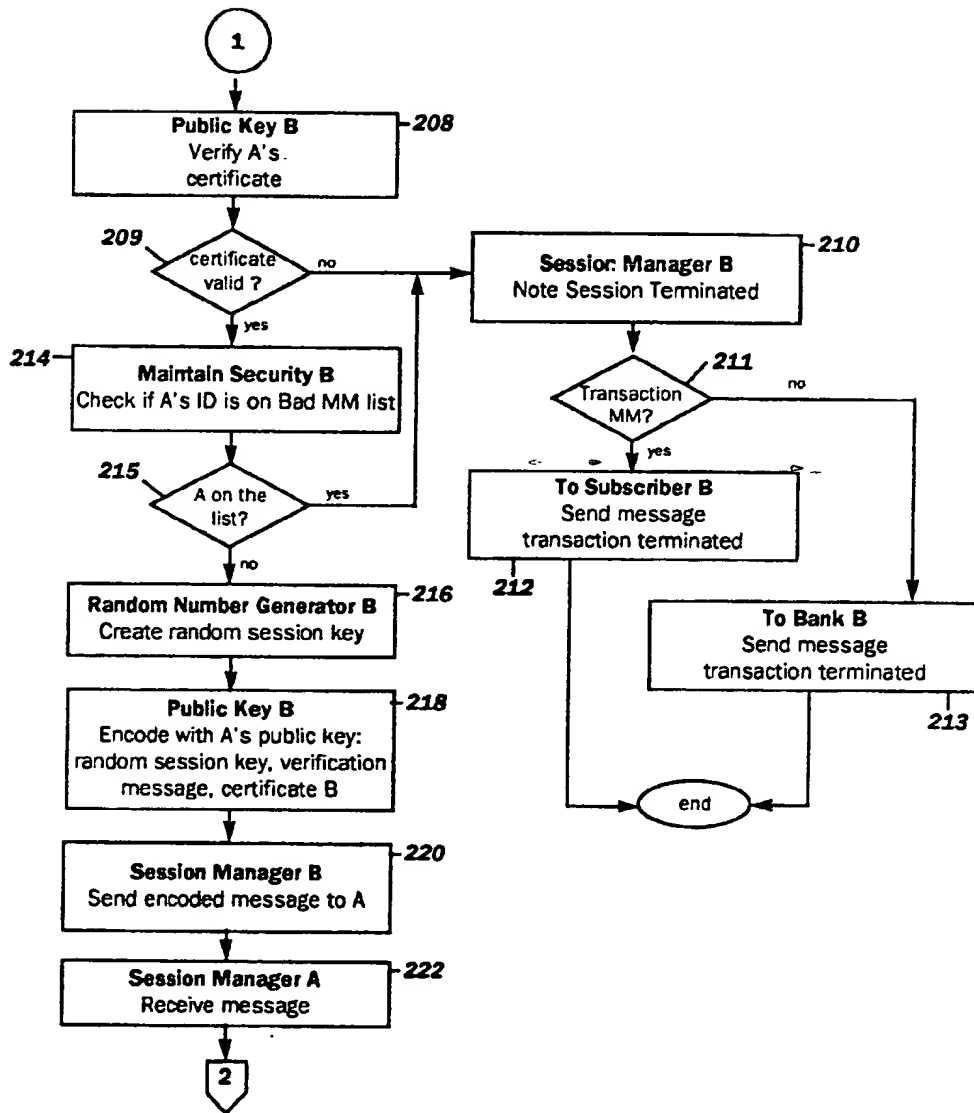 1
Public Key B
208
Verify A's
certificate
209
certificate
valid ?
no
yes
Session Manager B
210
Note Session Terminated
214
Maintain Security B
Check if A's ID is on Bad MM list
211
Transaction
MM?
no
yes
215
A on the
list?
yes
no
To Subscriber B
Send message
transaction terminated
212
Random Number Generator B
216
Create random session key
To Bank B
Send message
transaction terminated
213
Public Key B
218
Encode with A's public key:
random session key, verification
message, certificate B
end
Session Manager B
220
Send encoded message to A
Session Manager A
222
Receive message
2